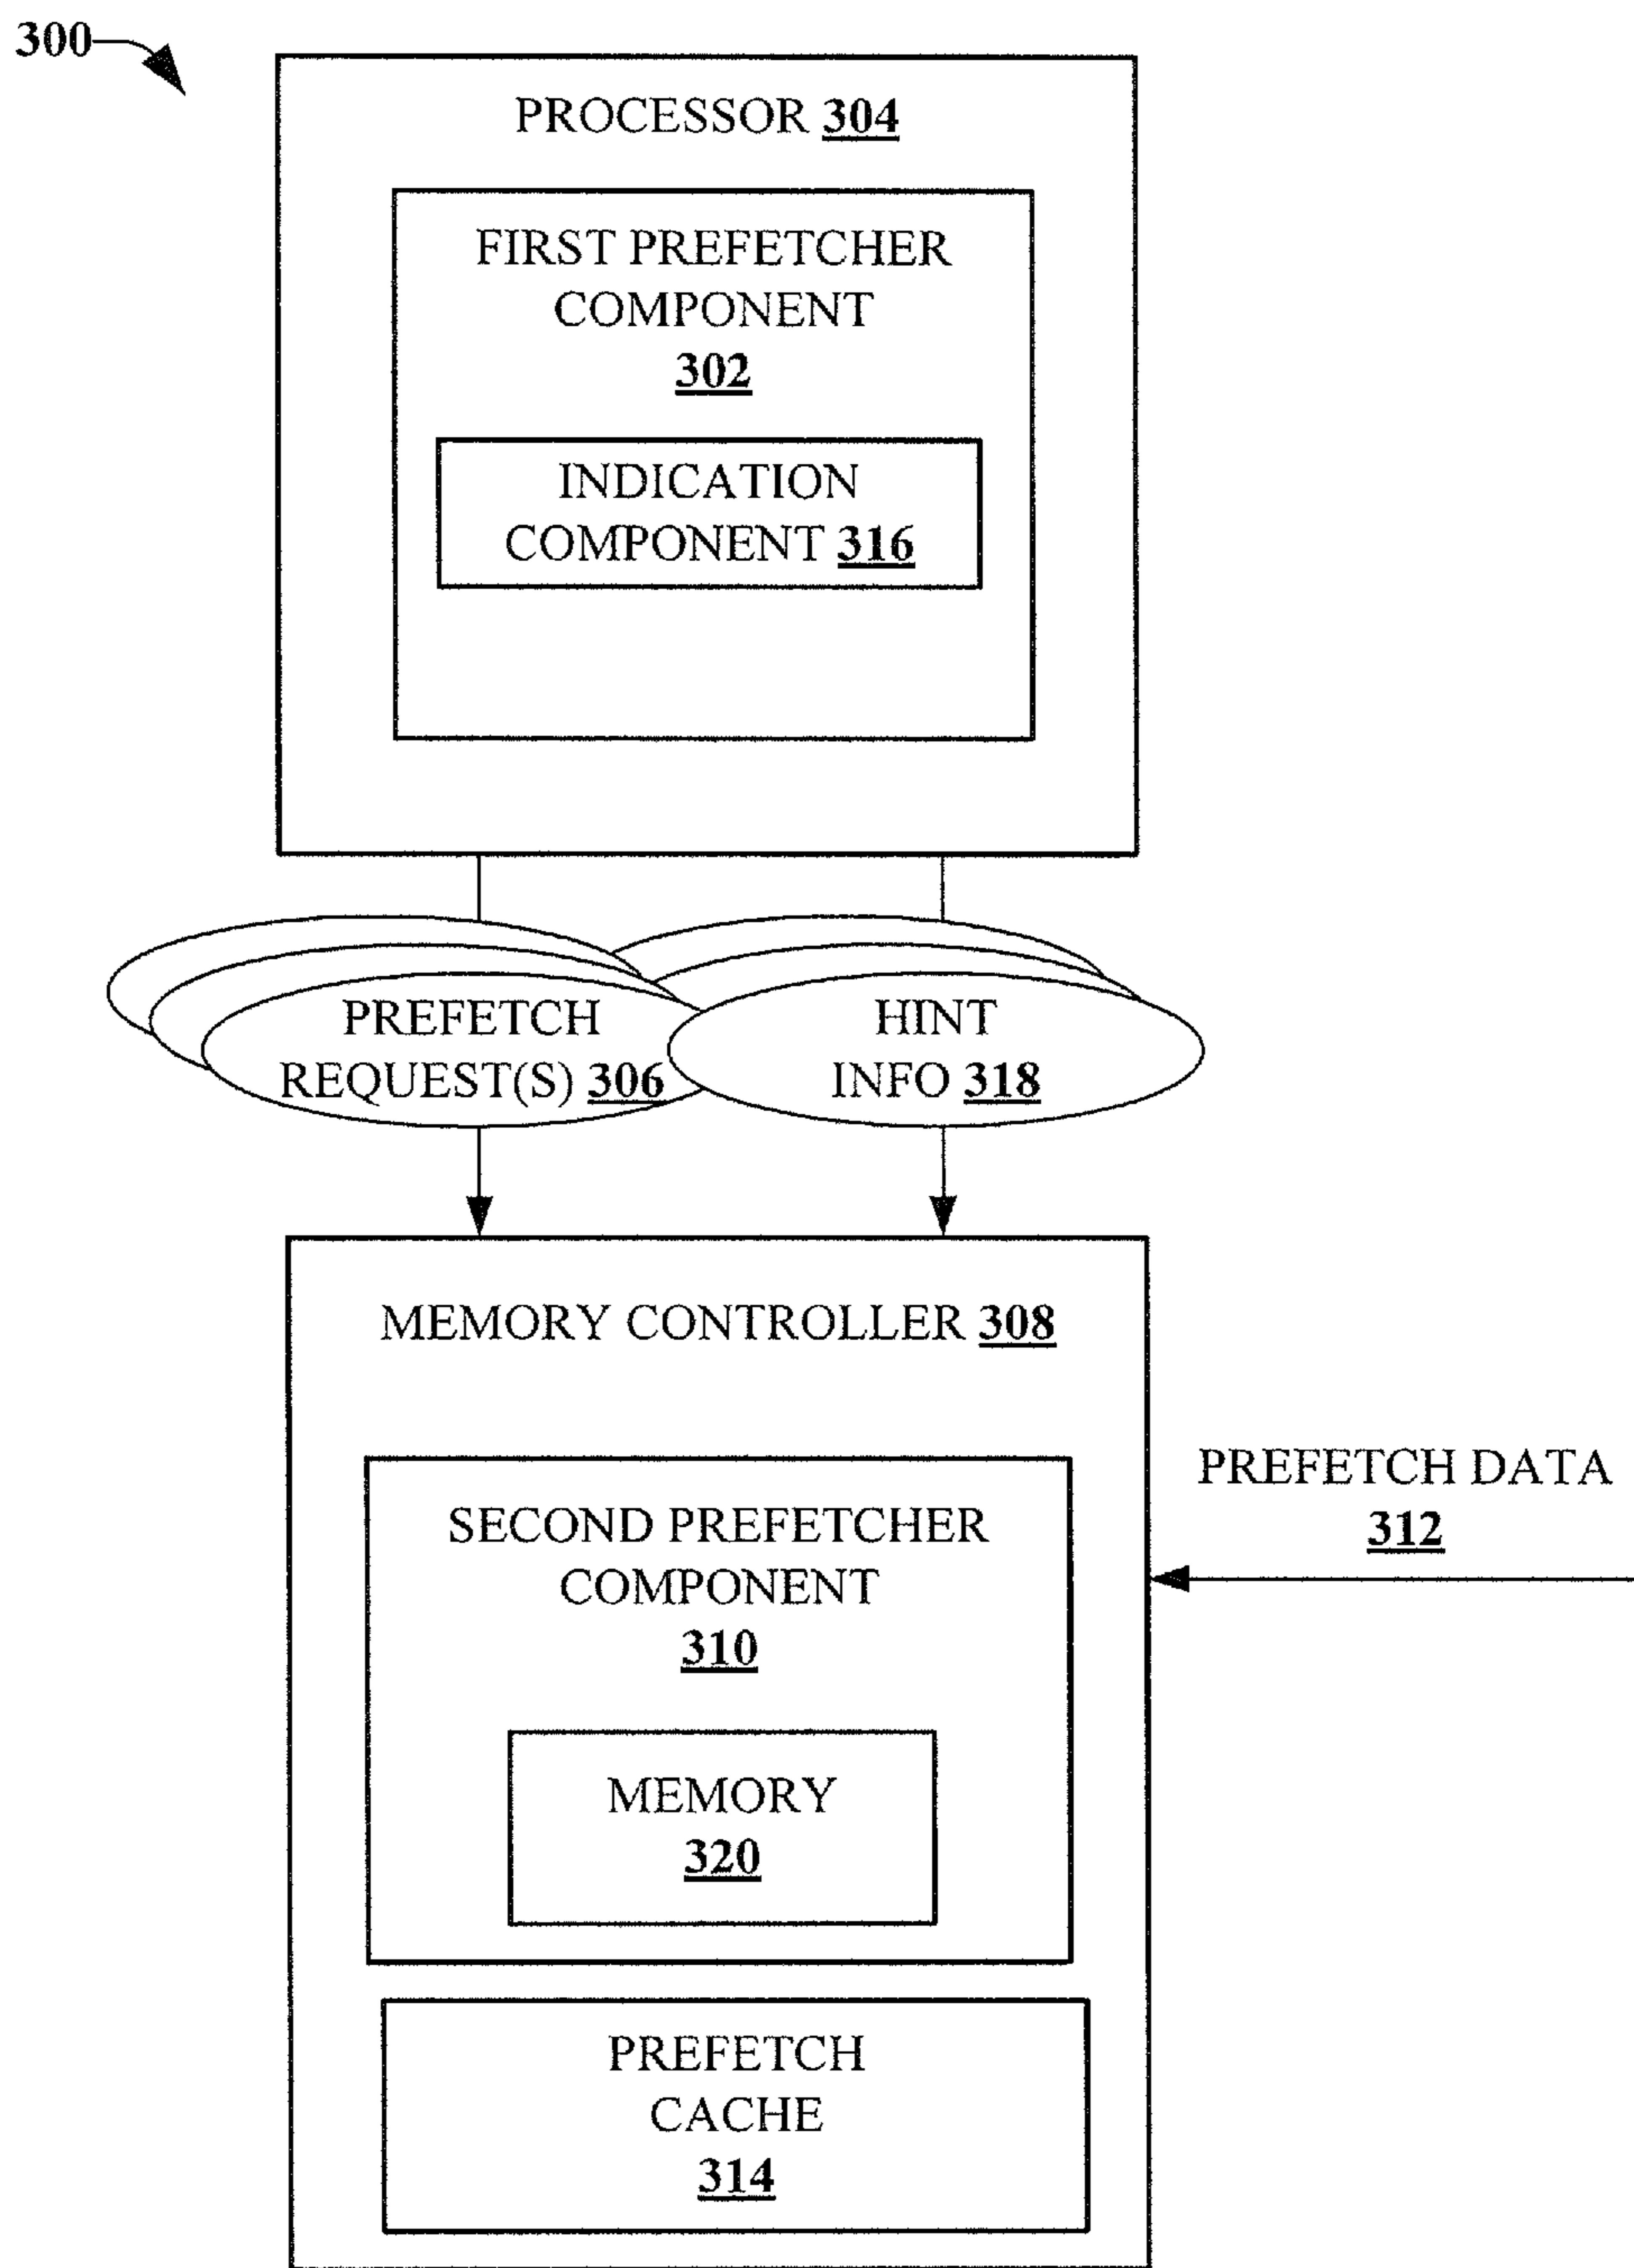 300
PROCESSOR 304
FIRST PREFETCHER
COMPONENT
302
INDICATION
COMPONENT 316
PREFETCH
REQUEST(S) 306
HINT
INFO 318
MEMORY CONTROLLER 308
SECOND PREFETCHER
COMPONENT
310
MEMORY
320
PREFETCH DATA
312
PREFETCH
CACHE
314